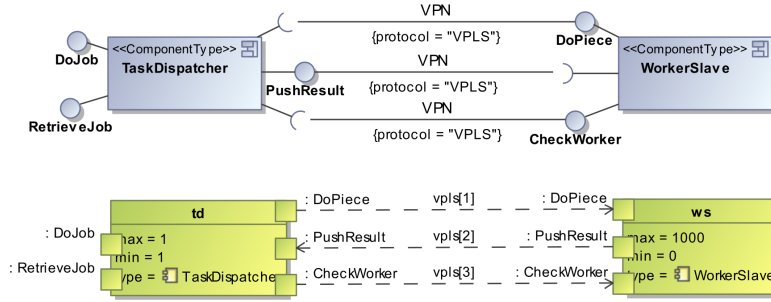 VPN
{protocol = "VPLS"}
DoJob
<<ComponentType>>
TaskDispatcher
RetrieveJob
VPN
PushResult
{protocol = "VPLS"}
VPN
{protocol = "VPLS"}
DoPiece
<<ComponentType>>
WorkerSlave
CheckWorker
td
: DoPiece vpls[1] : DoPiece
ws
: DoJob
max = 1
min = 1
type = TaskDispatche
: RetrieveJob
: PushResult vpls[2] : PushResult
: CheckWorker vpls[3] : CheckWorker
max = 1000
min = 0
type = WorkerSlave